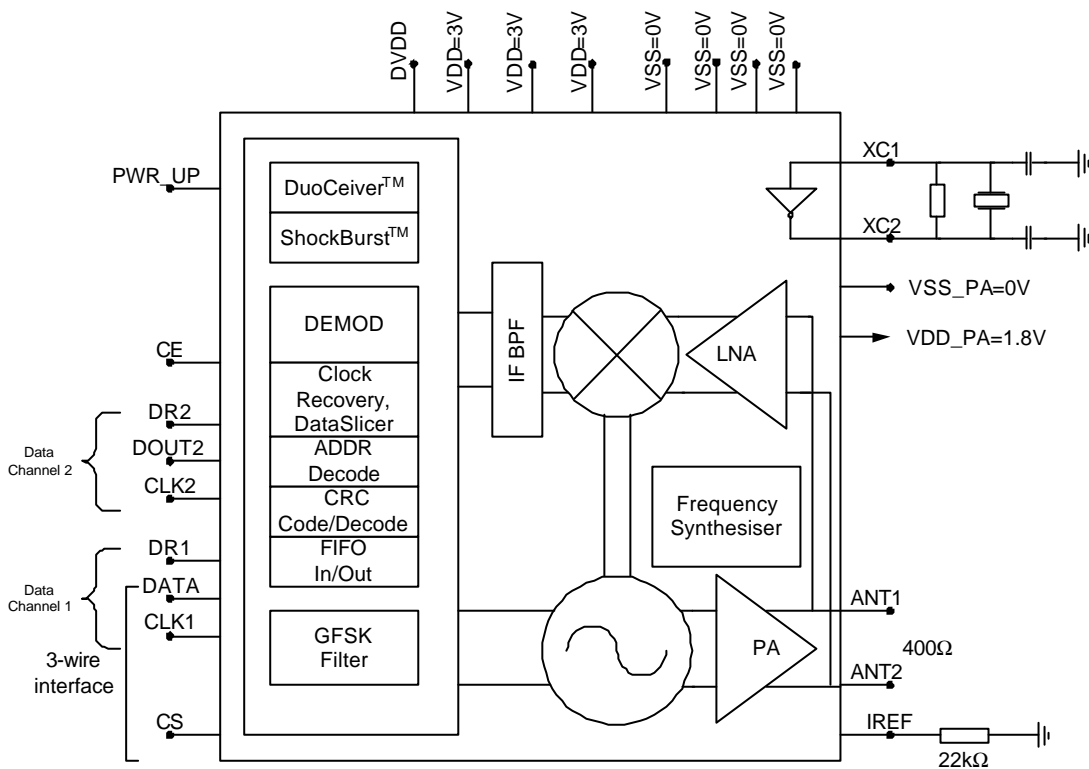 DVDD
VDD=3V
VDD=3V
VDD=3V
VSS=0V
VSS=0V
VSS=0V
VSS=0V
PWR_UP
DuoCeiver™
ShockBurst™
XC1
XC2
VSS_PA=0V
VDD_PA=1.8V
DEMOD
IF BPF
LNA
CE
Clock
Recovery,
DataSlicer
DR2
Data
Channel 2
DOUT2
ADDR
Decode
CLK2
CRC
Code/Decode
Frequency
Synthesiser
DR1
FIFO
In/Out
Data
Channel 1
DATA
CLK1
3-wire
interface
GFSK
Filter
PA
ANT1
400Ω
ANT2
CS
IREF
22kΩ